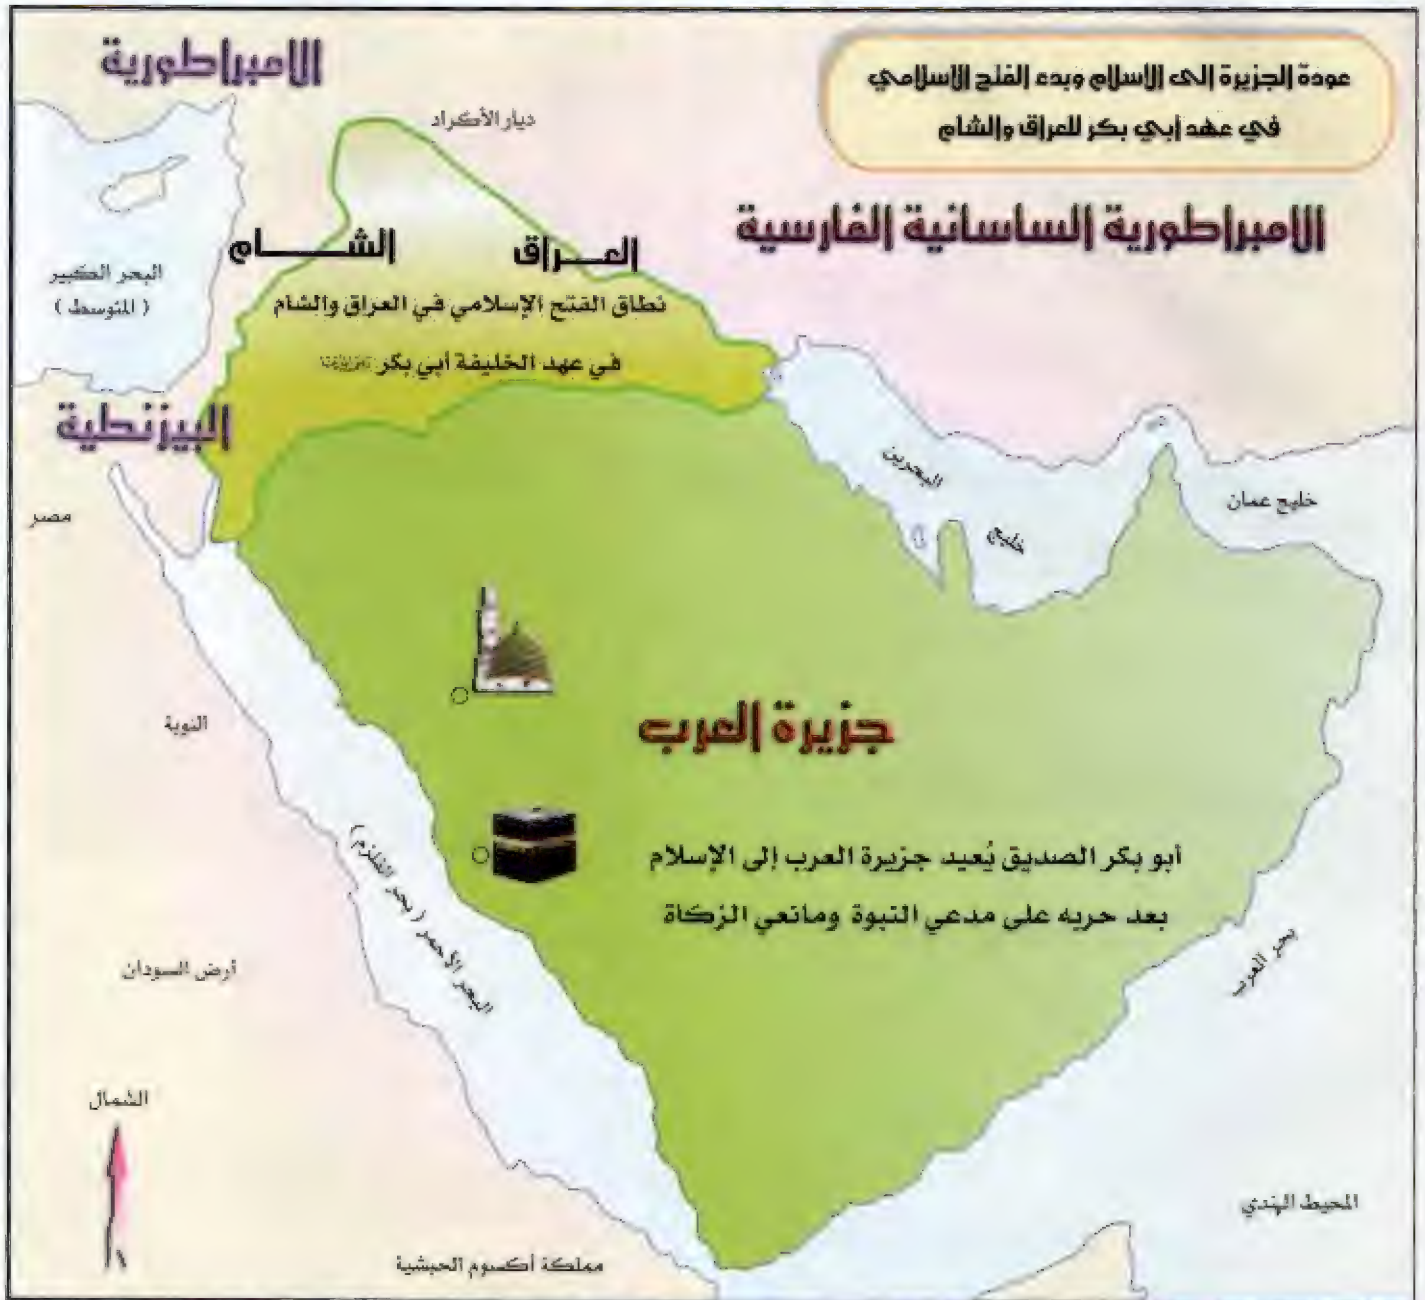 عودة الجزيرة إلى الإسلام وبدء الفتح الإسلامي
في عهد أبي بكر للعراق والشام
الامبراطورية
ديار الأكراد
الامبراطورية الساسانية الفارسية
العراق
الشام
البحر الكبير
( المتوسط )
نطاق الفتح الإسلامي في العراق والشام
في عهد الخليفة أبي بكر
البيزنطية
مصر
البحرين
خليج
خليج عمان
النوبة
جزيرة العرب
أبو بكر الصديق يُعيد جزيرة العرب إلى الإسلام
بعد حربه على مدعي النبوة ومانعي الزكاة
البحر الأحمر ( بحر القلزم )
بحر العرب
أرض السودان
الشمال
المحيط الهندي
مملكة أكسوم الحبشية